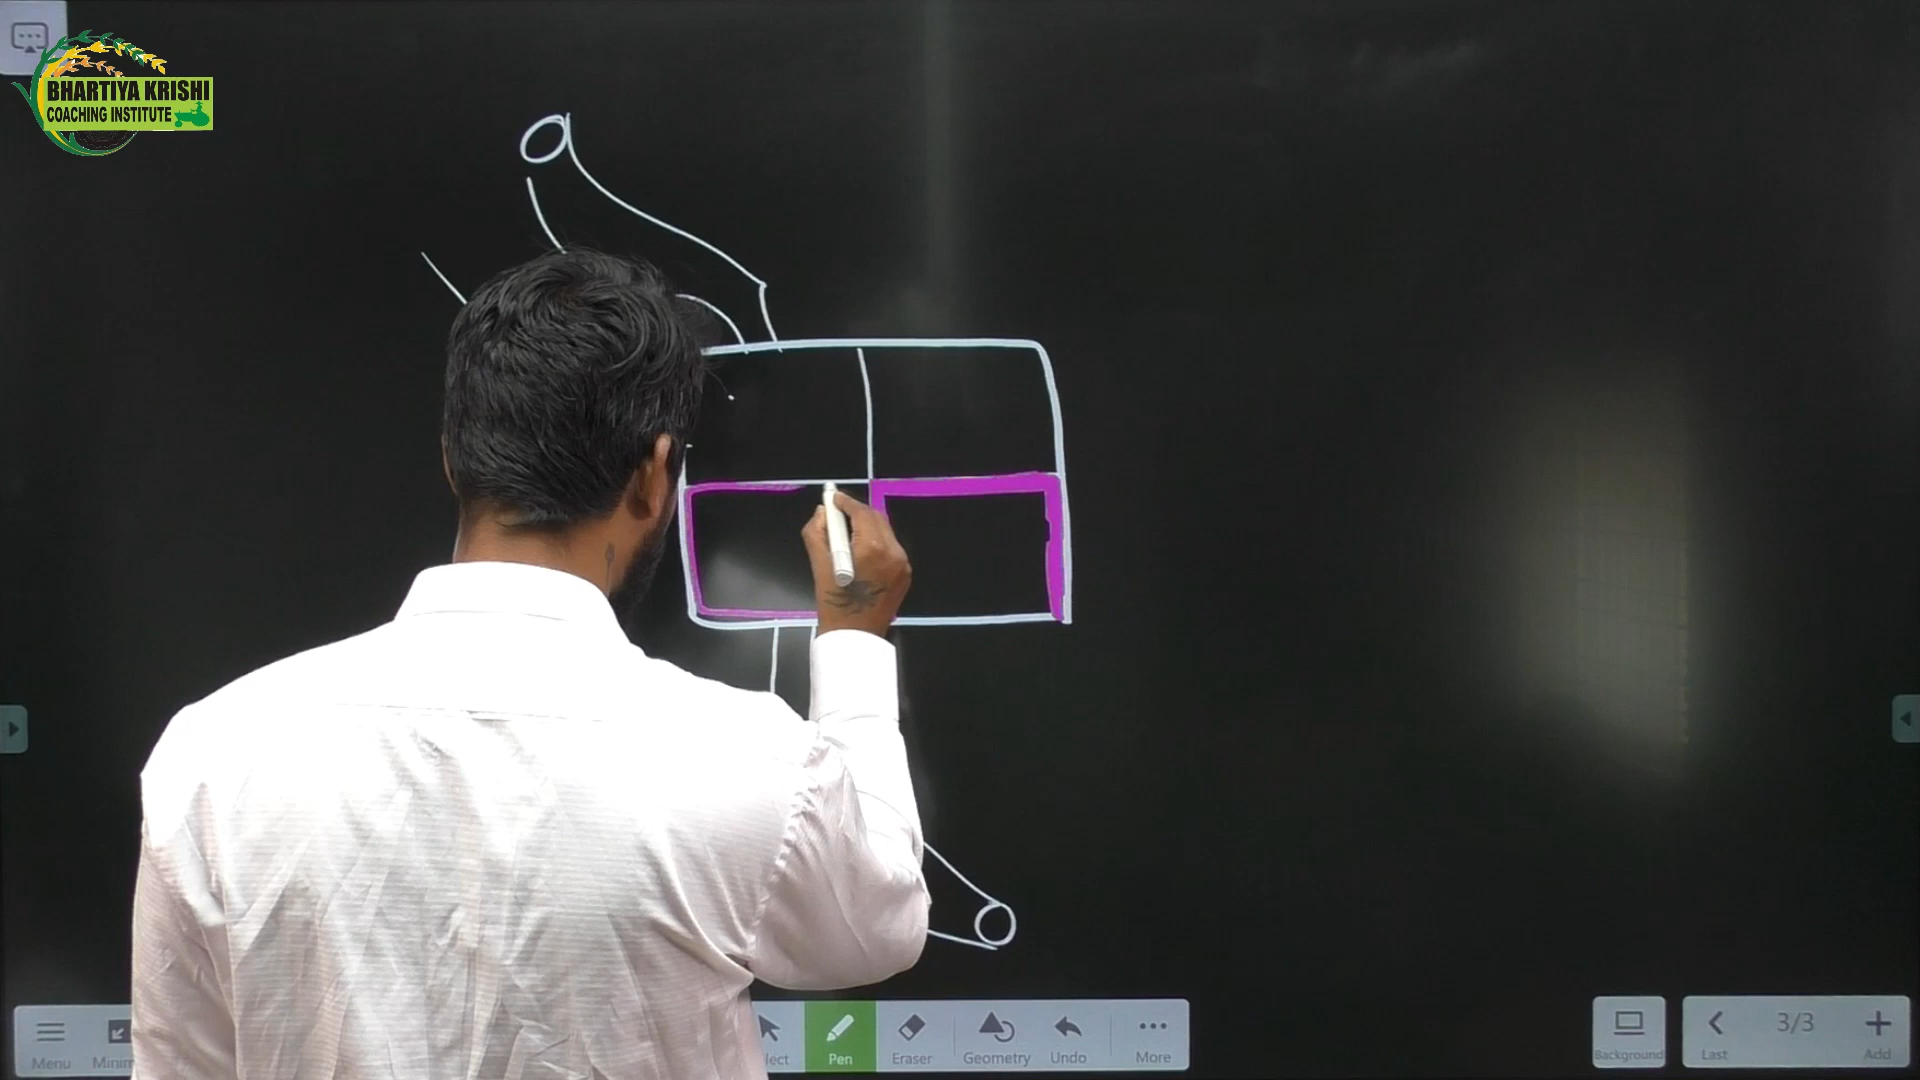 BHARTIYA KRISHI
COACHING INSTITUTE
Menu
Pen
Eraser
Geometry
Undo
More
Background
3/3
Last
Add